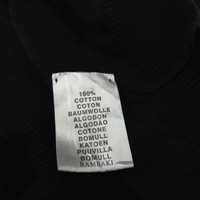 100%
COTTON
COTON
BAUMWOLLE
ALGODON
ALGODAO
COTONE
BOMULL
KATOEN
PUUVILLA
BOMULL
BAMBAKI